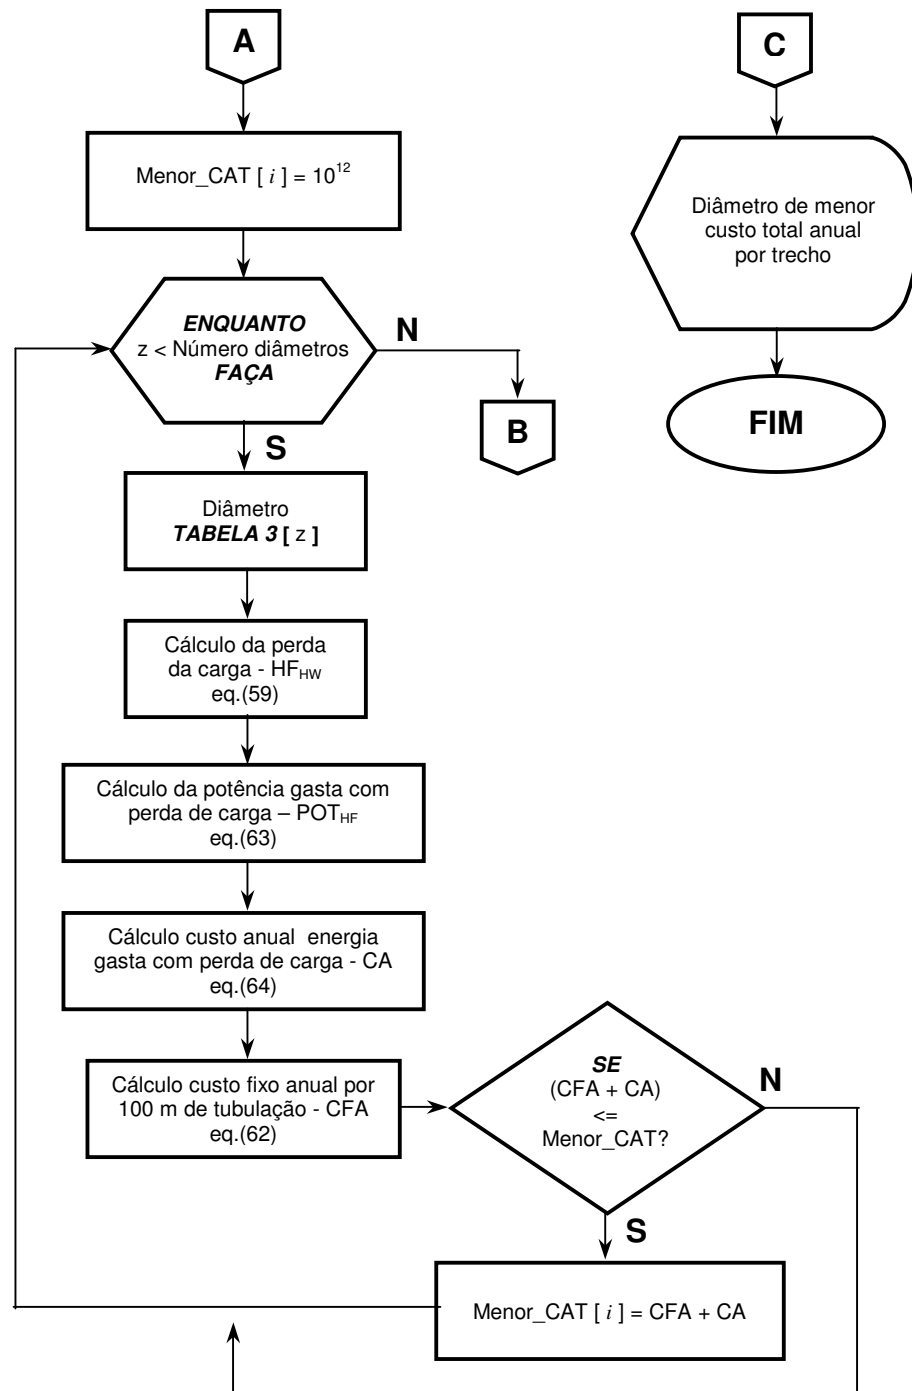 A
Menor_CAT [ i ] = 10¹²
ENQUANTO
z < Número diâmetros
FAÇA
N
B
S
Diâmetro
TABELA 3 [ z ]
Cálculo da perda
da carga - HF_HW
eq.(59)
Cálculo da potência gasta com
perda de carga – POT_HF
eq.(63)
Cálculo custo anual energia
gasta com perda de carga - CA
eq.(64)
Cálculo custo fixo anual por
100 m de tubulação - CFA
eq.(62)
SE
(CFA + CA)
<=
Menor_CAT?
N
S
Menor_CAT [ i ] = CFA + CA
C
Diâmetro de menor
custo total anual
por trecho
FIM